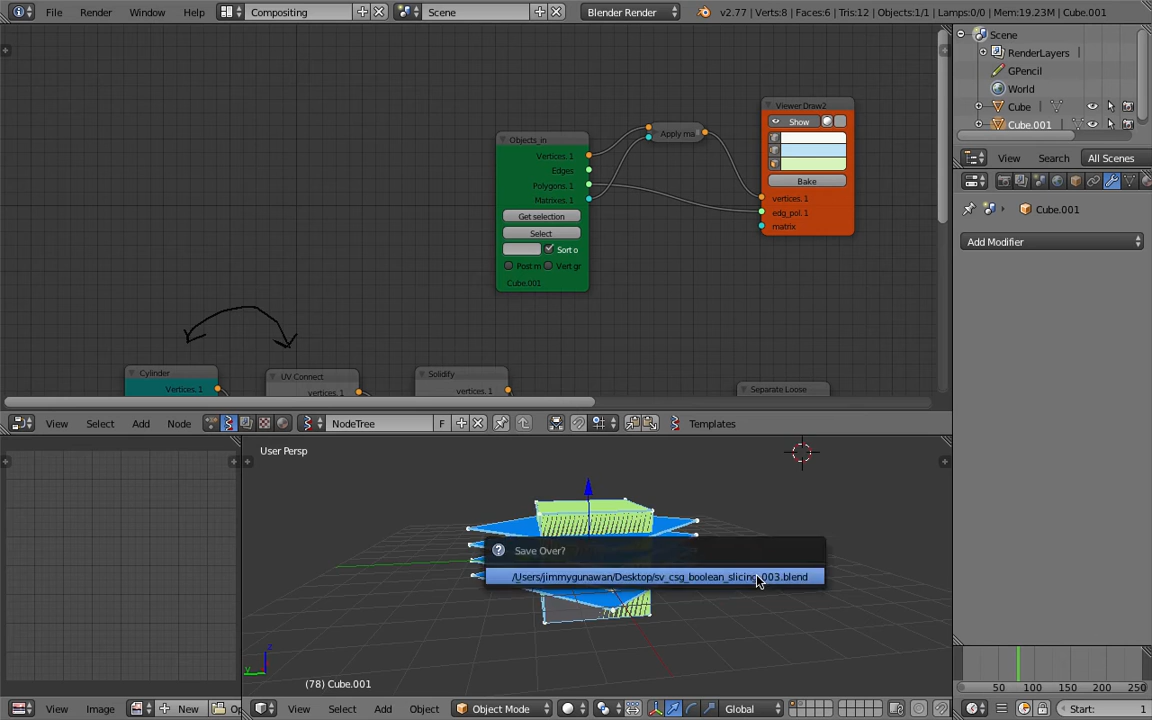 File Render Window Help Compositing Scene Blender Render v2.77 | Verts:8 | Faces:6 | Tris:12 | Objects:1/1 | Lamps:0/0 | Mem:19.23M | Cube.001
Scene
RenderLayers
GPencil
World
Cube
Cube.001
View Search All Scenes
Cube.001
Add Modifier
Viewer Draw2
Show
Bake
vertices. 1
edg_pol. 1
matrix
Apply ma
Objects_in
Vertices. 1
Edges
Polygons. 1
Matrixes. 1
Get selection
Select
Sort o
Post m Vert gr
Cube.001
Cylinder
Vertices. 1
UV Connect
vertices. 1
Solidify
vertices. 1
Separate Loose
View Select Add Node NodeTree F Templates
User Persp
Save Over?
/Users/jimmygunawan/Desktop/sv_csg_boolean_slicing_003.blend
z
y
(78) Cube.001
50 100 150 200 250
View Image New Op
View Select Add Object Object Mode Global
View Start: 1